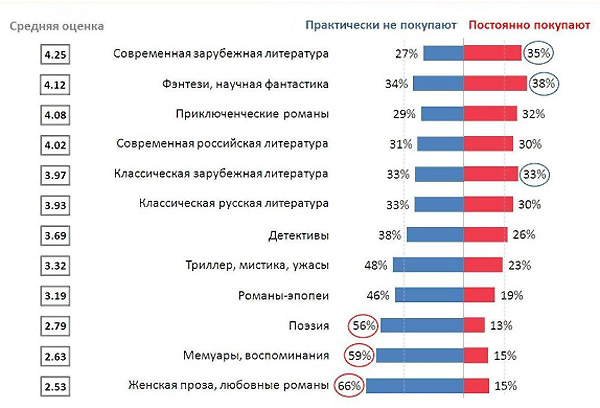 Средняя оценка Практически не покупают Постоянно покупают
4.25 Современная зарубежная литература 27% 35%
4.12 Фэнтези, научная фантастика 34% 38%
4.08 Приключенческие романы 29% 32%
4.02 Современная российская литература 31% 30%
3.97 Классическая зарубежная литература 33% 33%
3.93 Классическая русская литература 33% 30%
3.69 Детективы 38% 26%
3.32 Триллер, мистика, ужасы 48% 23%
3.19 Романы-эпопеи 46% 19%
2.79 Поэзия 56% 13%
2.63 Мемуары, воспоминания 59% 15%
2.53 Женская проза, любовные романы 66% 15%